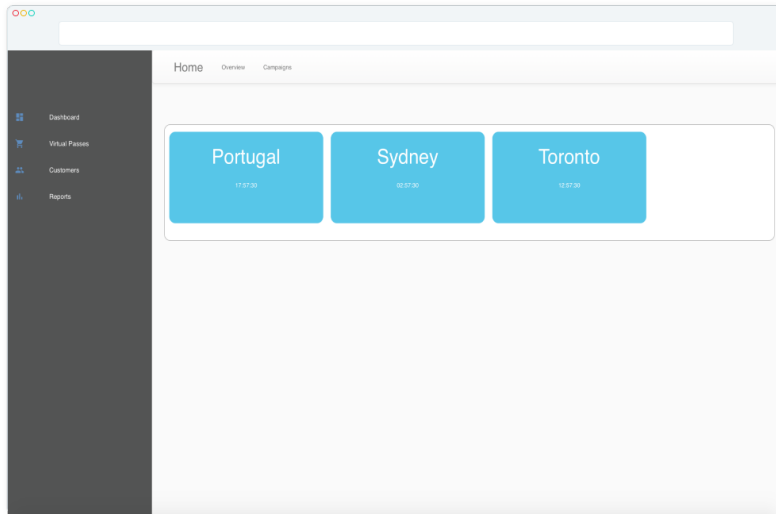 Home Overview Campaigns
Dashboard
Virtual Passes
Customers
Reports
Portugal
17:57:30
Sydney
02:57:30
Toronto
12:57:30